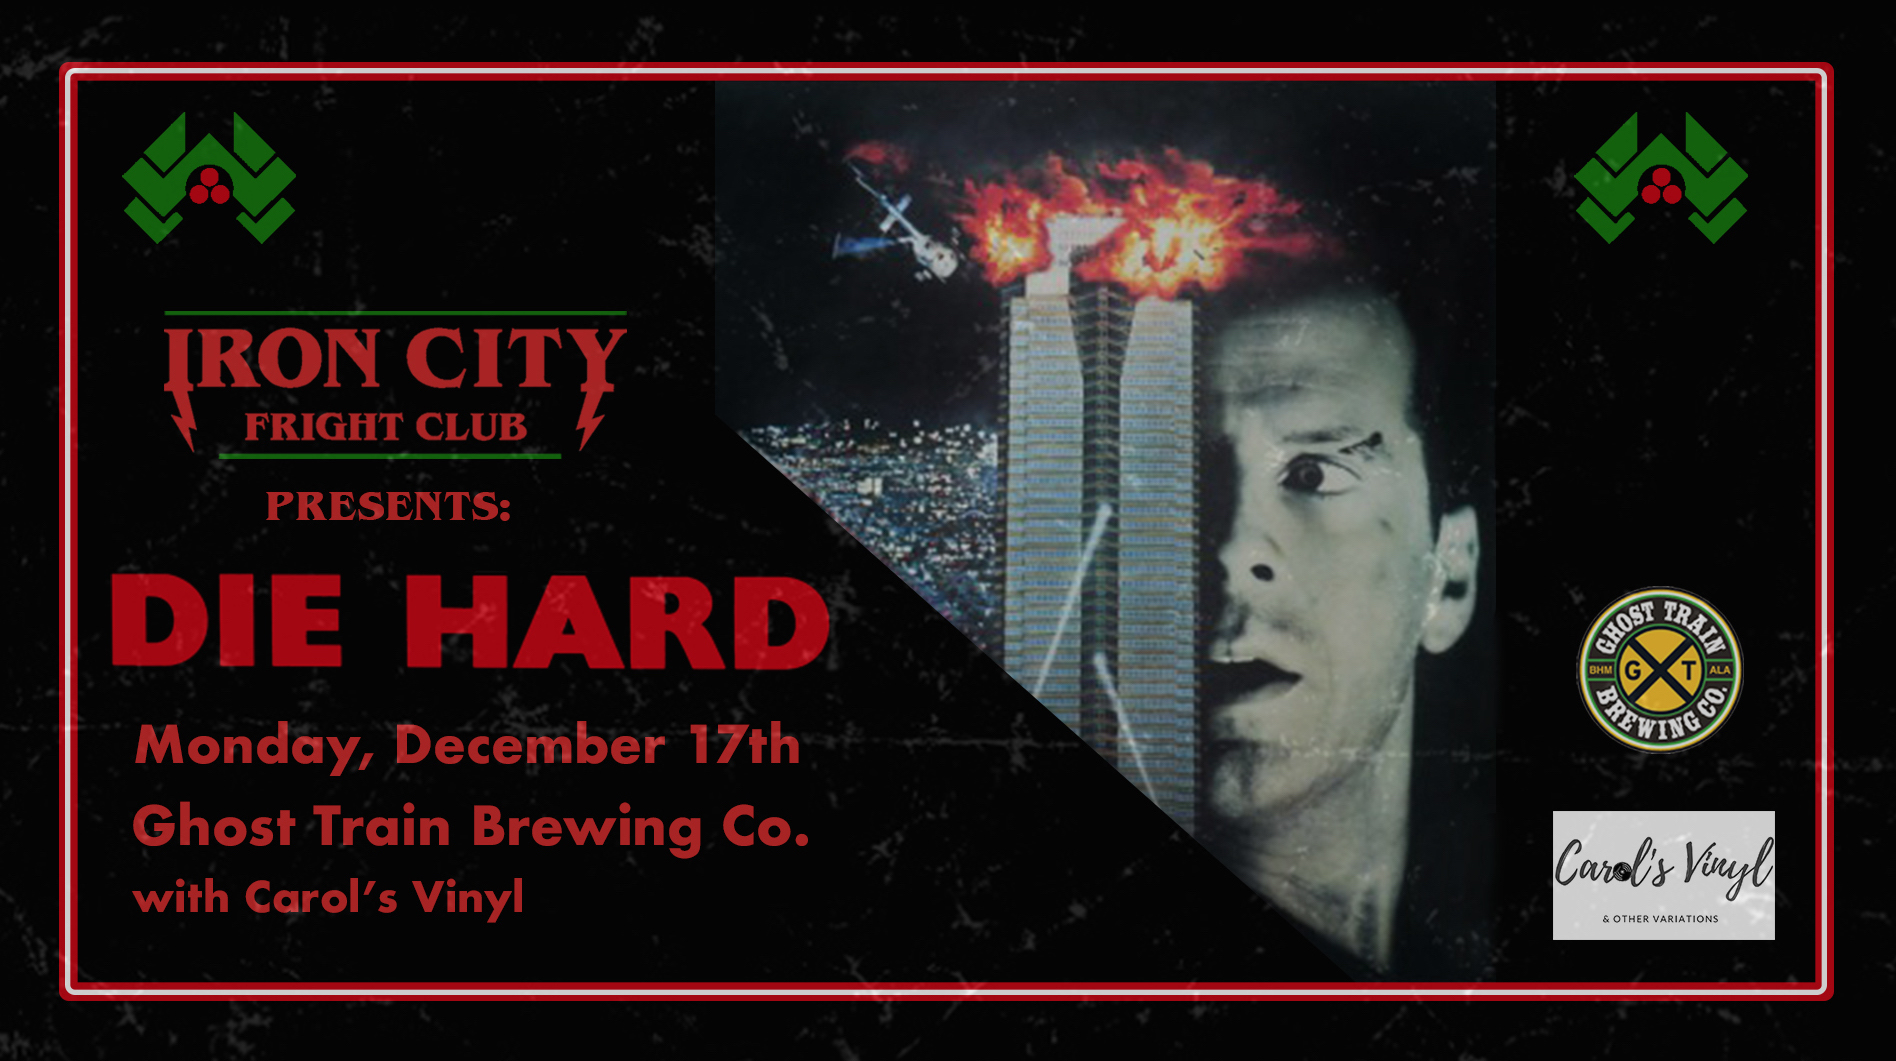 IRON CITY
FRIGHT CLUB
PRESENTS:
DIE HARD
Monday, December 17th
Ghost Train Brewing Co.
with Carol's Vinyl
GHOST TRAIN
BHM G T ALA
BREWING CO.
Carol's Vinyl
& OTHER VARIATIONS